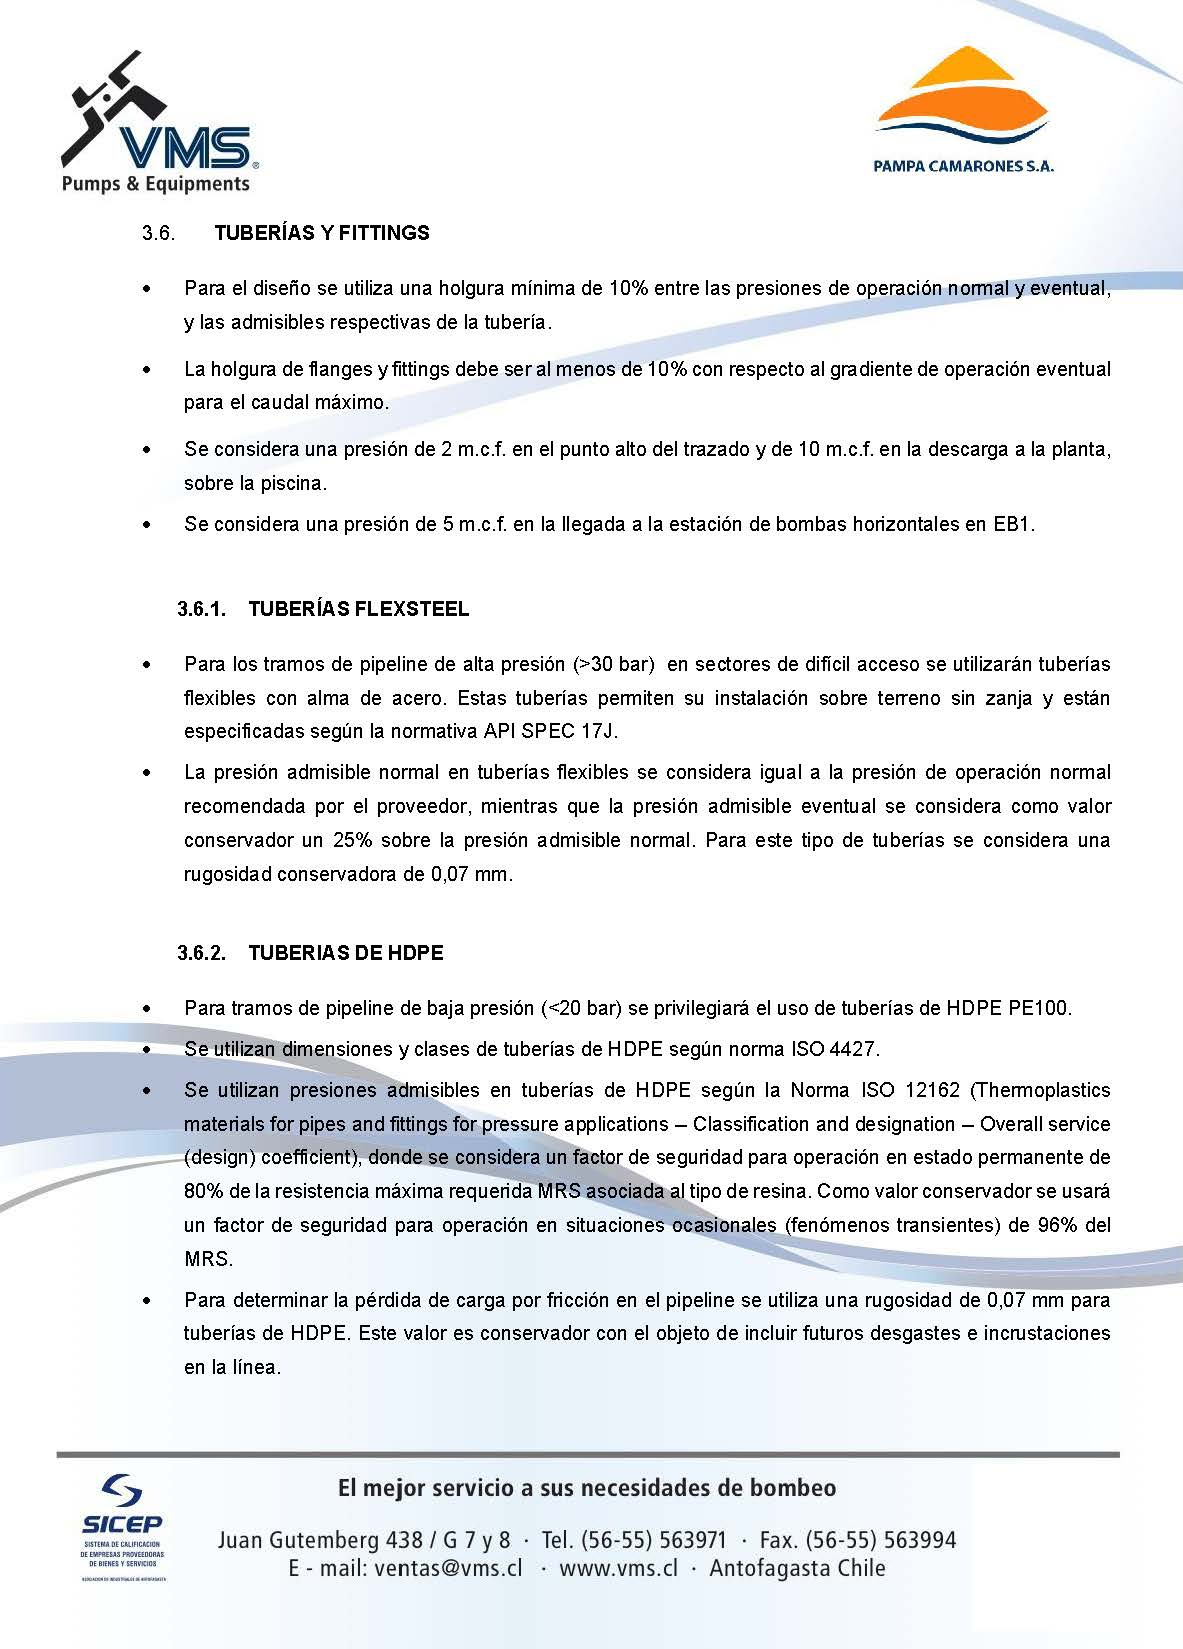 VMS®
Pumps & Equipments
PAMPA CAMARONES S.A.
3.6. TUBERÍAS Y FITTINGS
• Para el diseño se utiliza una holgura mínima de 10% entre las presiones de operación normal y eventual,
y las admisibles respectivas de la tubería.
• La holgura de flanges y fittings debe ser al menos de 10% con respecto al gradiente de operación eventual
para el caudal máximo.
• Se considera una presión de 2 m.c.f. en el punto alto del trazado y de 10 m.c.f. en la descarga a la planta,
sobre la piscina.
• Se considera una presión de 5 m.c.f. en la llegada a la estación de bombas horizontales en EB1.
3.6.1. TUBERÍAS FLEXSTEEL
• Para los tramos de pipeline de alta presión (>30 bar) en sectores de difícil acceso se utilizarán tuberías
flexibles con alma de acero. Estas tuberías permiten su instalación sobre terreno sin zanja y están
especificadas según la normativa API SPEC 17J.
• La presión admisible normal en tuberías flexibles se considera igual a la presión de operación normal
recomendada por el proveedor, mientras que la presión admisible eventual se considera como valor
conservador un 25% sobre la presión admisible normal. Para este tipo de tuberías se considera una
rugosidad conservadora de 0,07 mm.
3.6.2. TUBERIAS DE HDPE
• Para tramos de pipeline de baja presión (<20 bar) se privilegiará el uso de tuberías de HDPE PE100.
• Se utilizan dimensiones y clases de tuberías de HDPE según norma ISO 4427.
• Se utilizan presiones admisibles en tuberías de HDPE según la Norma ISO 12162 (Thermoplastics
materials for pipes and fittings for pressure applications – Classification and designation – Overall service
(design) coefficient), donde se considera un factor de seguridad para operación en estado permanente de
80% de la resistencia máxima requerida MRS asociada al tipo de resina. Como valor conservador se usará
un factor de seguridad para operación en situaciones ocasionales (fenómenos transientes) de 96% del
MRS.
• Para determinar la pérdida de carga por fricción en el pipeline se utiliza una rugosidad de 0,07 mm para
tuberías de HDPE. Este valor es conservador con el objeto de incluir futuros desgastes e incrustaciones
en la línea.
SICEP
SISTEMA DE CALIFICACION
DE EMPRESAS PROVEEDORAS
DE BIENES Y SERVICIOS
ASOCIACION DE INDUSTRIALES DE ANTOFAGASTA
El mejor servicio a sus necesidades de bombeo
Juan Gutemberg 438 / G 7 y 8 · Tel. (56-55) 563971 · Fax. (56-55) 563994
E - mail: ventas@vms.cl · www.vms.cl · Antofagasta Chile